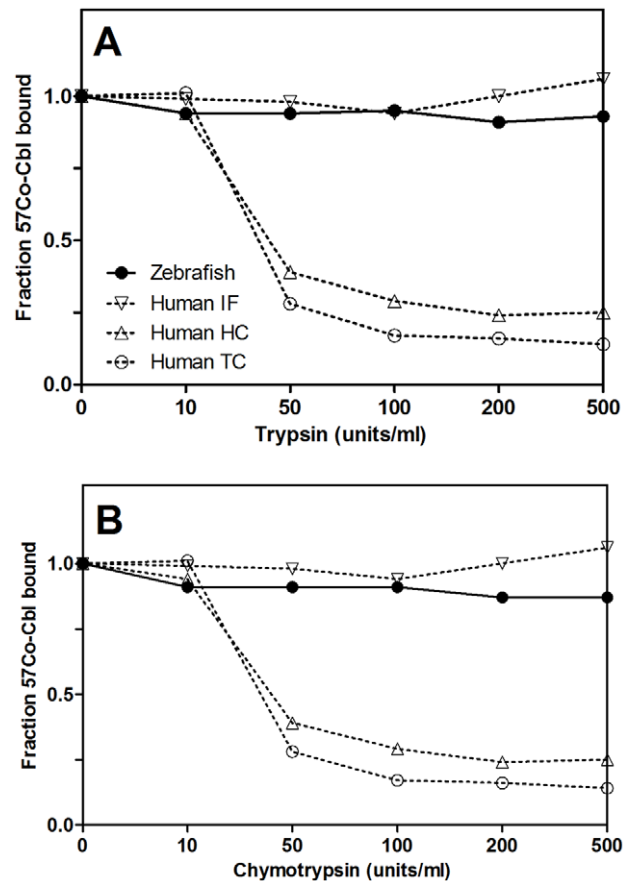 A
Fraction 57Co-Cbl bound
1.0
0.5
0.0
Zebrafish
Human IF
Human HC
Human TC
0 10 50 100 200 500
Trypsin (units/ml)
B
Fraction 57Co-Cbl bound
1.0
0.5
0.0
0 10 50 100 200 500
Chymotrypsin (units/ml)